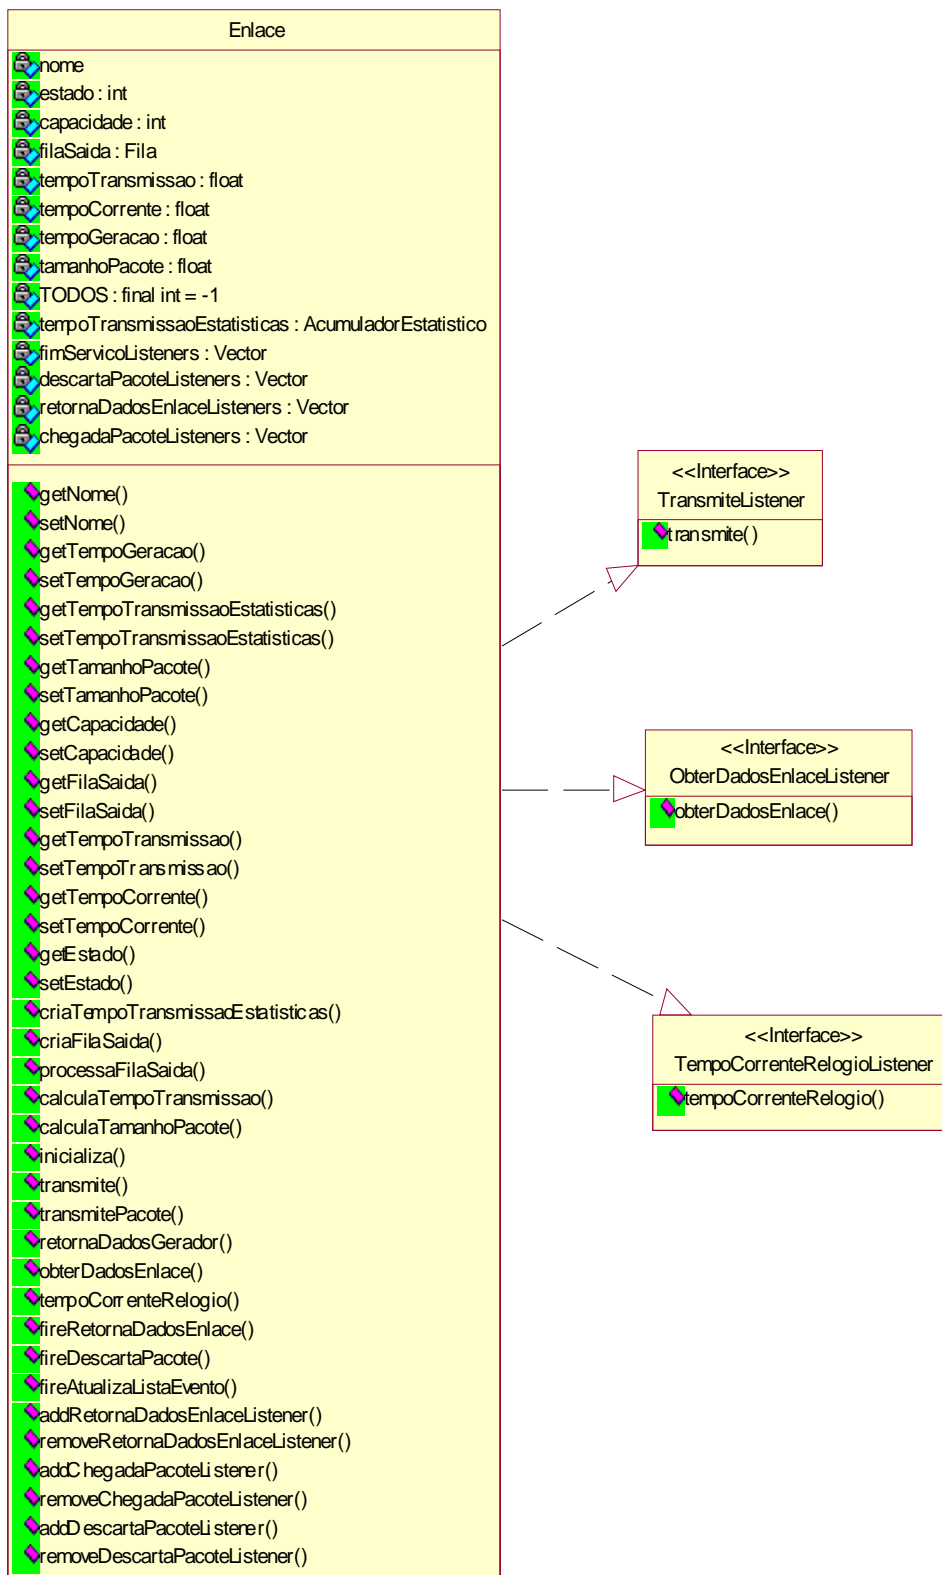 Enlace
nome
estado : int
capacidade : int
filaSaida : Fila
tempoTransmissao : float
tempoCorrente : float
tempoGeracao : float
tamanhoPacote : float
TODOS : final int = -1
tempoTransmissaoEstatisticas : AcumuladorEstatistico
fimServicoListeners : Vector
descartaPacoteListeners : Vector
retornaDadosEnlaceListeners : Vector
chegadaPacoteListeners : Vector
getNome()
setNome()
getTempoGeracao()
setTempoGeracao()
getTempoTransmissaoEstatisticas()
setTempoTransmissaoEstatisticas()
getTamanhoPacote()
setTamanhoPacote()
getCapacidade()
setCapacidade()
getFilaSaida()
setFilaSaida()
getTempoTransmissao()
setTempoTransmissao()
getTempoCorrente()
setTempoCorrente()
getEstado()
setEstado()
criaTempoTransmissaoEstatisticas()
criaFilaSaida()
processaFilaSaida()
calculaTempoTransmissao()
calculaTamanhoPacote()
inicializa()
transmite()
transmitePacote()
retornaDadosGerador()
obterDadosEnlace()
tempoCorrenteRelogio()
fireRetornaDadosEnlace()
fireDescartaPacote()
fireAtualizaListaEvento()
addRetornaDadosEnlaceListener()
removeRetornaDadosEnlaceListener()
addChegadaPacoteListener()
removeChegadaPacoteListener()
addDescartaPacoteListener()
removeDescartaPacoteListener()
<<Interface>>
TransmiteListener
transmite()
<<Interface>>
ObterDadosEnlaceListener
obterDadosEnlace()
<<Interface>>
TempoCorrenteRelogioListener
tempoCorrenteRelogio()